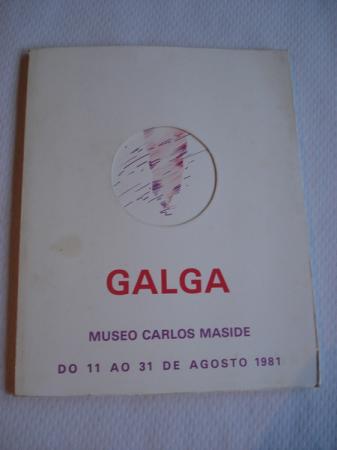 GALGA
MUSEO CARLOS MASIDE
DO 11 AO 31 DE AGOSTO 1981